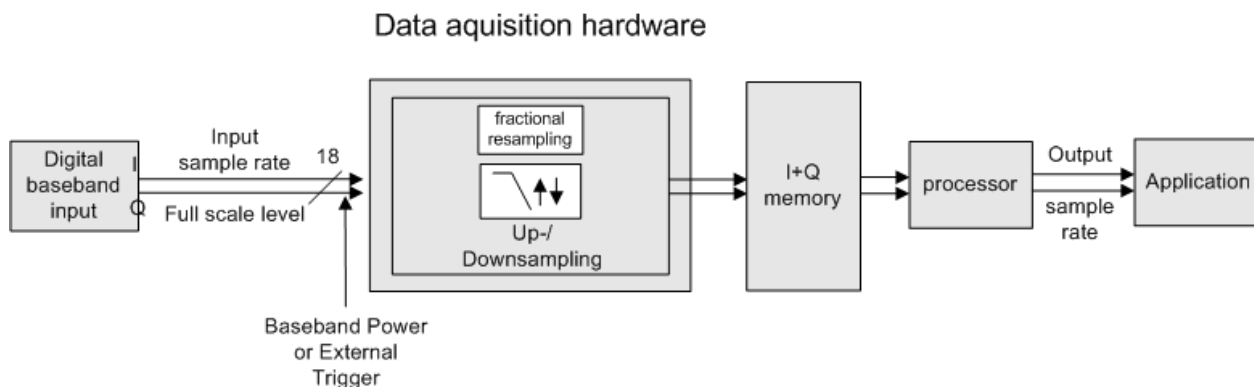 Data aquisition hardware
Digital
baseband
input
I
Q
Input
sample rate
18
Full scale level
Baseband Power
or External
Trigger
fractional
resampling
Up-/
Downsampling
I+Q
memory
processor
Output
sample
rate
Application